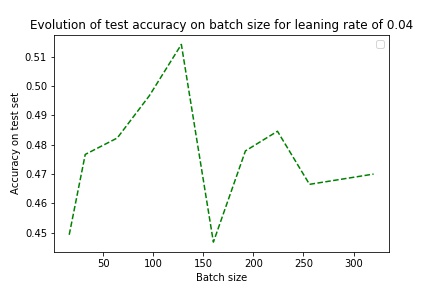 Evolution of test accuracy on batch size for leaning rate of 0.04
0.51
0.50
0.49
0.48
0.47
0.46
0.45
Accuracy on test set
50 100 150 200 250 300
Batch size